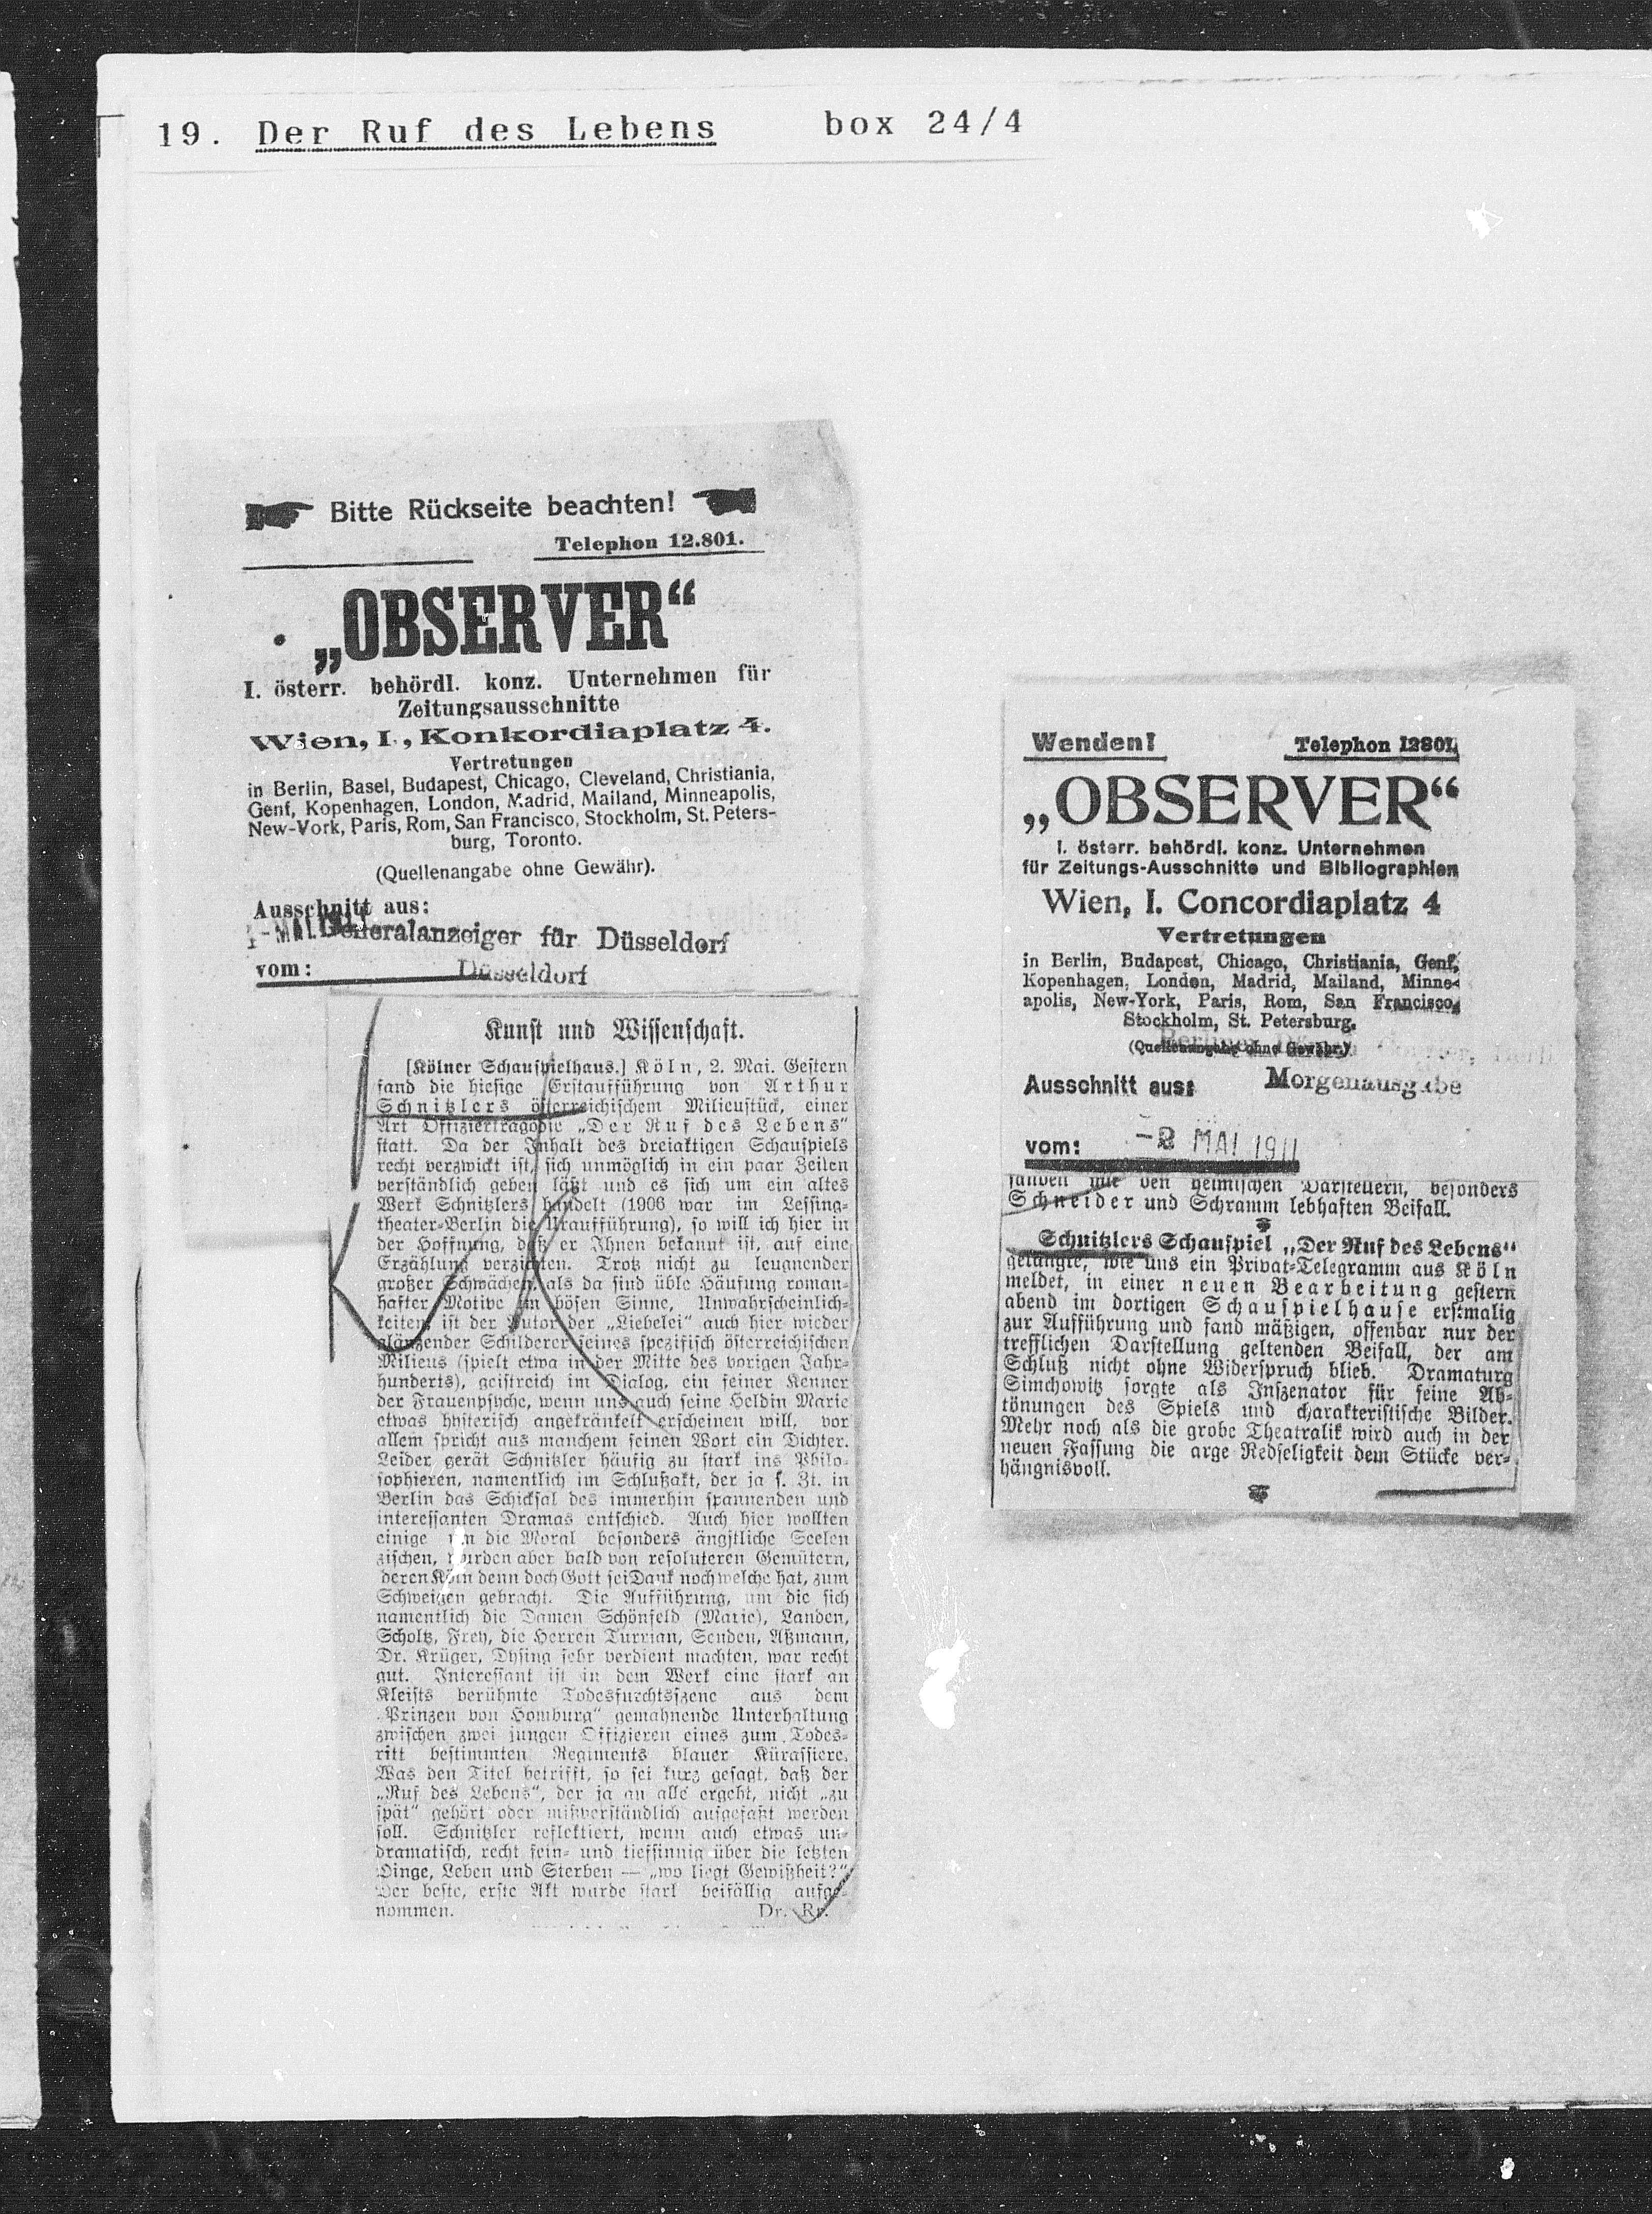 19. Der Ruf des Lebens box 24/4
Bitte Rückseite beachten!
Telephon 12.801.
„OBSERVER“
I. österr. behördl. konz. Unternehmen für
Zeitungsausschnitte
Wien, I., Konkordiaplatz 4.
Vertretungen
in Berlin, Basel, Budapest, Chicago, Cleveland, Christiania,
Genf, Kopenhagen, London, Madrid, Mailand, Minneapolis,
New-York, Paris, Rom, San Francisco, Stockholm, St. Peters-
burg, Toronto.
(Quellenangabe ohne Gewähr).
Ausschnitt aus:
Generalanzeiger für Düsseldorf
vom: Düsseldorf
Kunst und Wissenschaft.
[Kölner Schauspielhaus.] Köln, 2. Mai. Gestern
fand die hiesige Erstaufführung von Arthur
Schnitzlers österreichischem Milieustück, einer
Art Offizierstragödie „Der Ruf des Lebens“
statt. Da der Inhalt des dreiaktigen Schauspiels
recht verzwickt ist, sich unmöglich in ein paar Zeilen
verständlich geben läßt und es sich um ein altes
Werk Schnitzlers handelt (1906 war im Lessing-
theater-Berlin die Uraufführung), so will ich hier in
der Hoffnung, daß er Ihnen bekannt ist, auf eine
Erzählung verzichten. Trotz nicht zu leugnender
großer Schwächen, als da sind üble Häufung roman-
hafter Motive im bösen Sinne, Unwahrscheinlich-
keiten, ist der Autor der „Liebelei“ auch hier wieder
glänzender Schilderer seines spezifisch österreichischen
Milieus (spielt etwa in der Mitte des vorigen Jahr-
hunderts), geistreich im Dialog, ein feiner Kenner
der Frauenpsyche, wenn uns auch seine Heldin Marie
etwas hysterisch angekränkelt erscheinen will, vor
allem spricht aus manchem feinen Wort ein Dichter.
Leider gerät Schnitzler häufig zu stark ins Philo-
sophieren, namentlich im Schlußakt, der ja s. Zt. in
Berlin das Schicksal des immerhin spannenden und
interessanten Dramas entschied. Auch hier wollten
einige um die Moral besonders ängstliche Seelen
zischen, wurden aber bald von resoluteren Gemütern,
deren Köln denn doch Gott sei Dank noch welche hat, zum
Schweigen gebracht. Die Aufführung, um die sich
namentlich die Damen Schönfeld (Marie), Landen,
Scholtz, Frey, die Herren Turrian, Senden, Aßmann,
Dr. Krüger, Dysing sehr verdient machten, war recht
gut. Interessant ist in dem Werk eine stark an
Kleists berühmte Todesfurchtsszene aus dem
„Prinzen von Homburg“ gemahnende Unterhaltung
zwischen zwei jungen Offizieren eines zum Todes-
ritt bestimmten Regiments blauer Kürassiere.
Was den Titel betrifft, so sei kurz gesagt, daß der
„Ruf des Lebens“, der ja an alle ergeht, nicht „zu
spät“ gehört oder mißverständlich aufgefaßt werden
soll. Schnitzler reflektiert, wenn auch etwas un-
dramatisch, recht fein- und tiefsinnig über die letzten
Dinge, Leben und Sterben — „wo liegt Gewißheit?“
Der beste, erste Akt wurde stark beifällig aufge-
nommen. Dr. Rr.
Wenden! Telephon 12801.
„OBSERVER“
I. österr. behördl. konz. Unternehmen
für Zeitungs-Ausschnitte und Bibliographien
Wien, I. Concordiaplatz 4
Vertretungen
in Berlin, Budapest, Chicago, Christiania, Genf,
Kopenhagen, London, Madrid, Mailand, Minne-
apolis, New-York, Paris, Rom, San Francisco,
Stockholm, St. Petersburg.
(Quellenangabe ohne Gewähr.)
Ausschnitt aus: Morgenausgabe
vom: -2 MAI 1911
fanden mit den heimischen Darstellern, besonders
Schneider und Schramm lebhaften Beifall.
Schnitzlers Schauspiel „Der Ruf des Lebens“
gelangte, wie uns ein Privat-Telegramm aus Köln
meldet, in einer neuen Bearbeitung gestern
abend im dortigen Schauspielhause erstmalig
zur Aufführung und fand mäßigen, offenbar nur der
trefflichen Darstellung geltenden Beifall, der am
Schluß nicht ohne Widerspruch blieb. Dramaturg
Simchowitz sorgte als Inszenator für feine Ab-
tönungen des Spiels und charakteristische Bilder.
Mehr noch als die grobe Theatralik wird auch in der
neuen Fassung die arge Redseligkeit dem Stücke ver-
hängnisvoll.